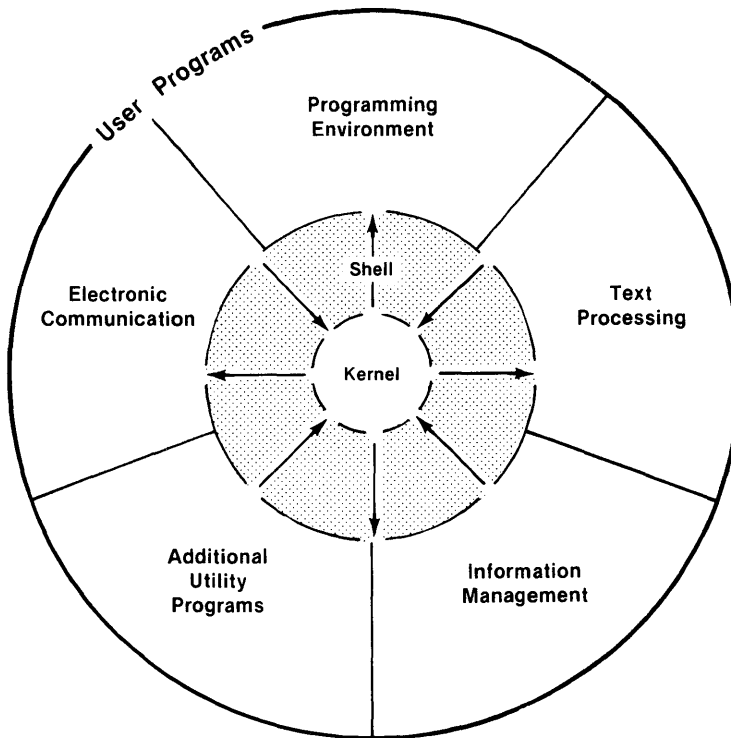 User Programs
Programming
Environment
Shell
Electronic
Communication
Text
Processing
Kernel
Additional
Utility
Programs
Information
Management